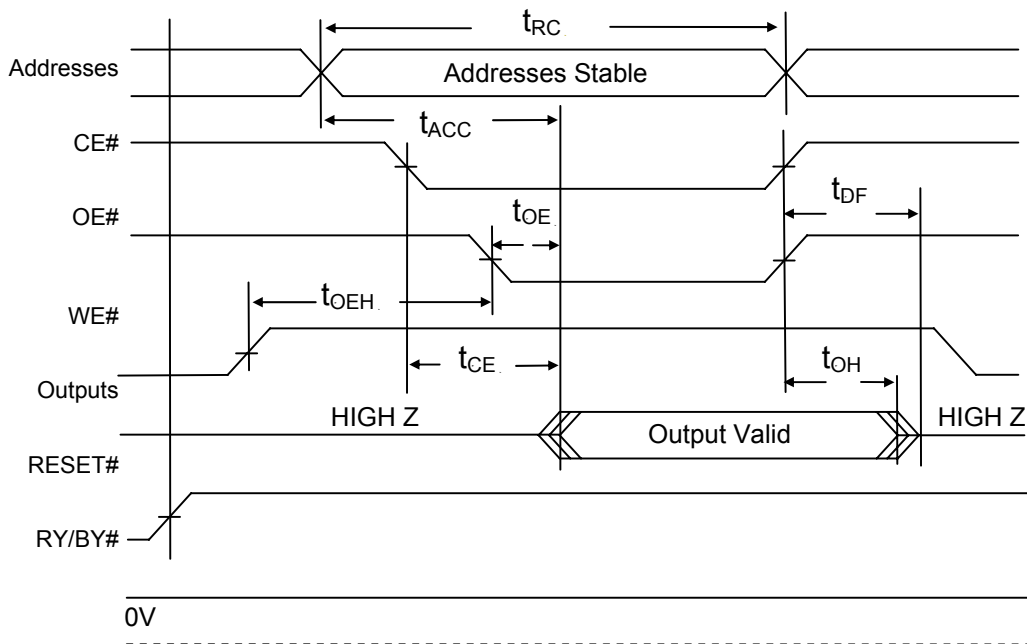 tRC
Addresses
Addresses Stable
tACC
CE#
tDF
OE#
tOE
tOEH
WE#
tCE
tOH
Outputs
HIGH Z
HIGH Z
Output Valid
RESET#
RY/BY#
0V